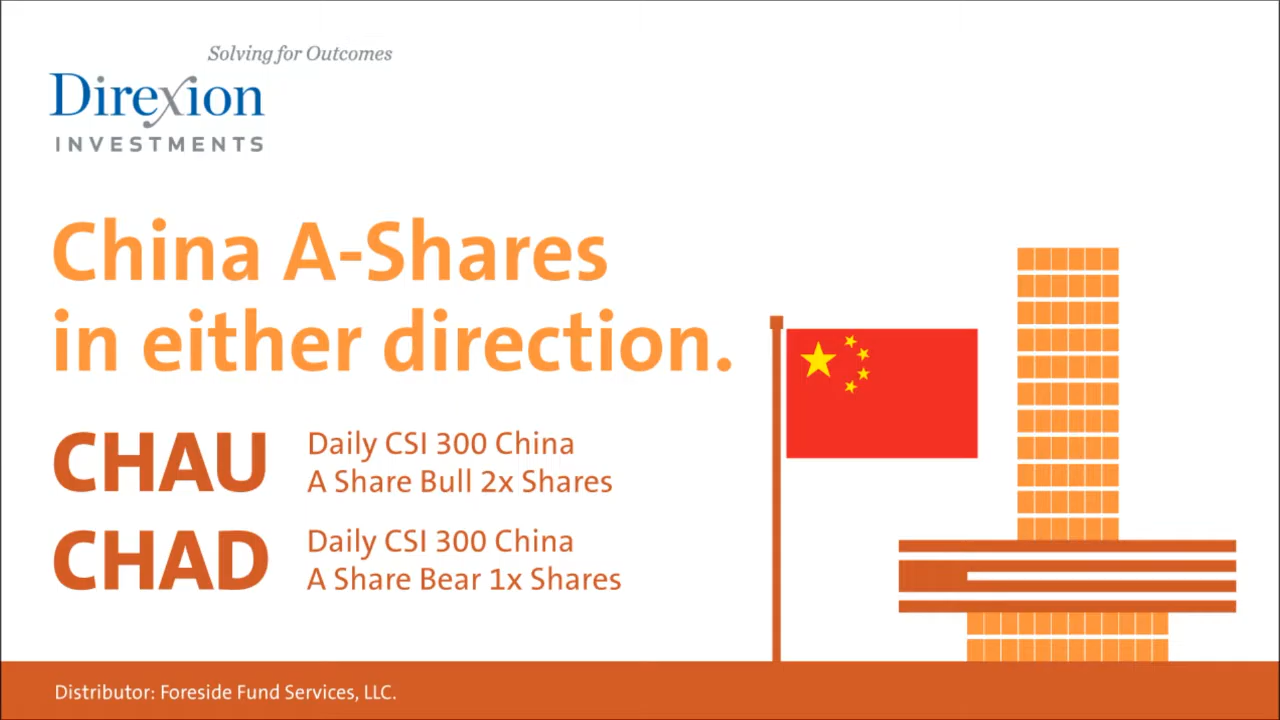 Solving for Outcomes
Direxion
INVESTMENTS
China A-Shares
in either direction.
CHAU
Daily CSI 300 China
A Share Bull 2x Shares
CHAD
Daily CSI 300 China
A Share Bear 1x Shares
Distributor: Foreside Fund Services, LLC.